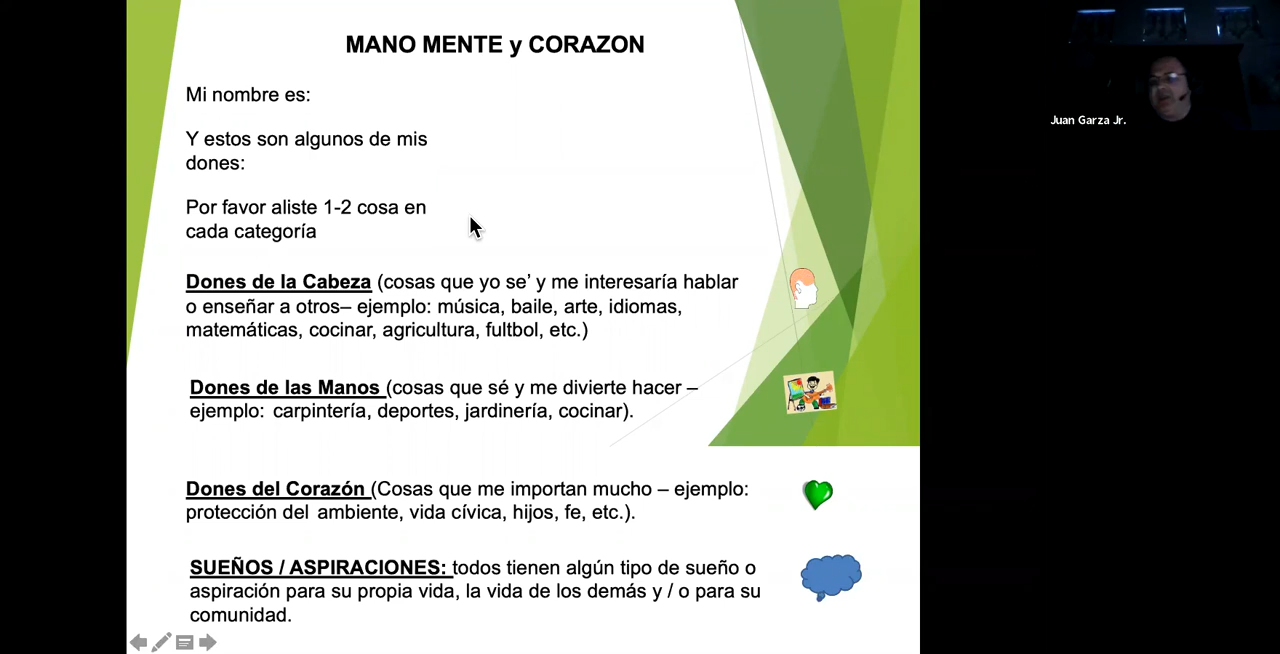 MANO MENTE y CORAZON
Mi nombre es:
Y estos son algunos de mis
dones:
Por favor aliste 1-2 cosa en
cada categoría
Dones de la Cabeza (cosas que yo se’ y me interesaría hablar
o enseñar a otros– ejemplo: música, baile, arte, idiomas,
matemáticas, cocinar, agricultura, fultbol, etc.)
Dones de las Manos (cosas que sé y me divierte hacer –
ejemplo: carpintería, deportes, jardinería, cocinar).
Dones del Corazón (Cosas que me importan mucho – ejemplo:
protección del ambiente, vida cívica, hijos, fe, etc.).
SUEÑOS / ASPIRACIONES: todos tienen algún tipo de sueño o
aspiración para su propia vida, la vida de los demás y / o para su
comunidad.
Juan Garza Jr.